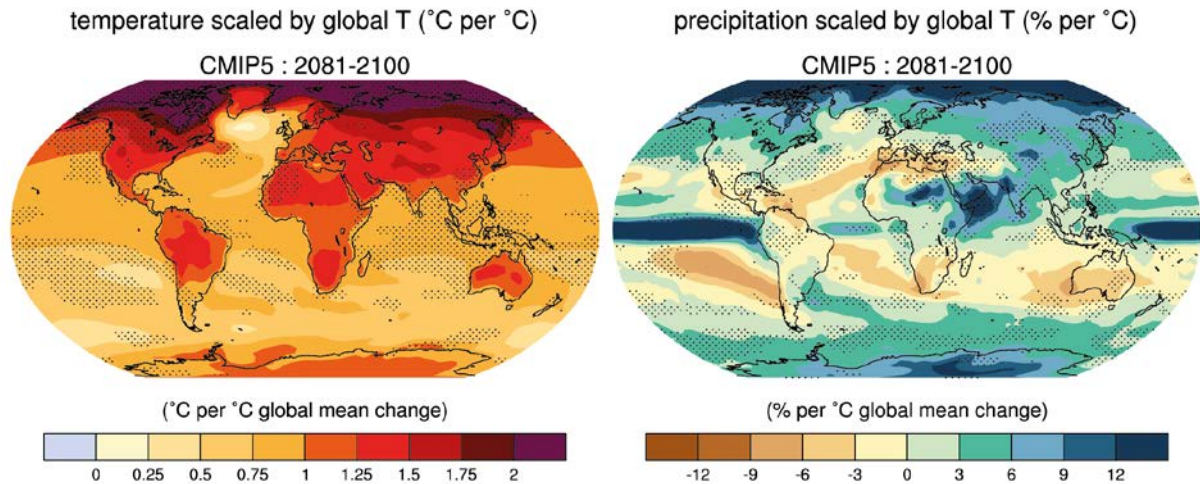 temperature scaled by global T (°C per °C)
CMIP5 : 2081-2100
(°C per °C global mean change)
0 0.25 0.5 0.75 1 1.25 1.5 1.75 2
precipitation scaled by global T (% per °C)
CMIP5 : 2081-2100
(% per °C global mean change)
-12 -9 -6 -3 0 3 6 9 12